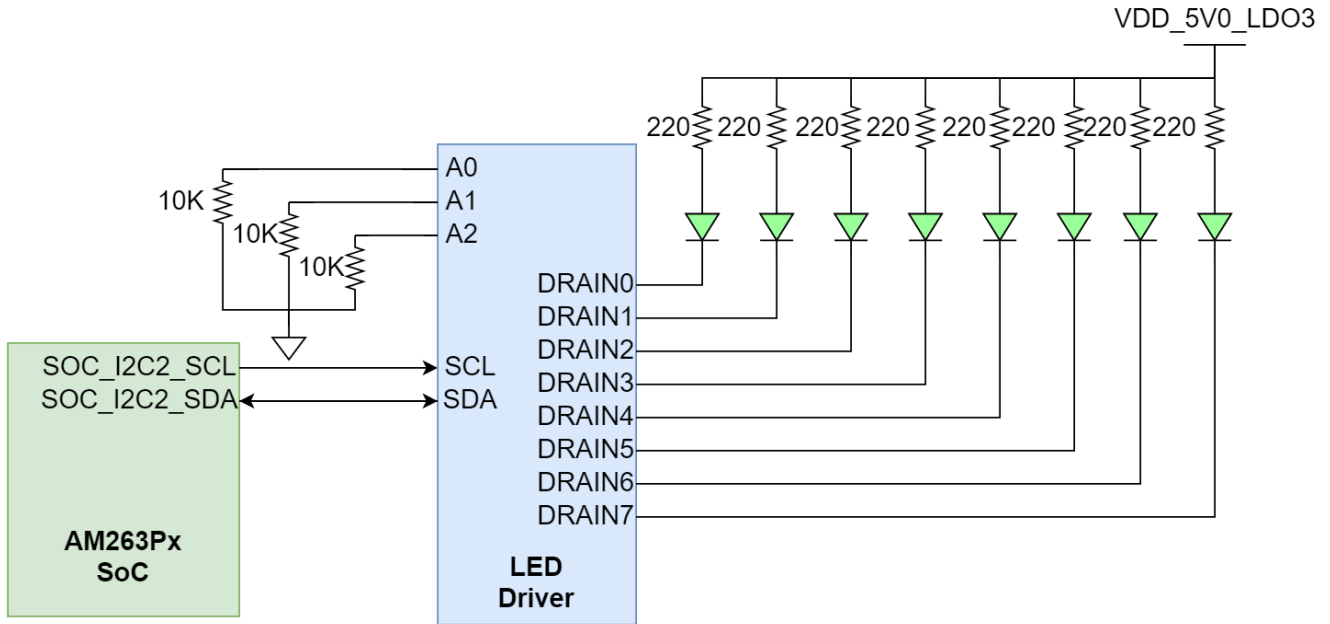 VDD_5V0_LDO3
220 220 220 220 220 220 220 220
A0
10K
A1
10K
A2
10K
DRAIN0
DRAIN1
DRAIN2
SOC_I2C2_SCL
SCL
DRAIN3
SOC_I2C2_SDA
SDA
DRAIN4
DRAIN5
DRAIN6
DRAIN7
AM263Px
SoC
LED
Driver